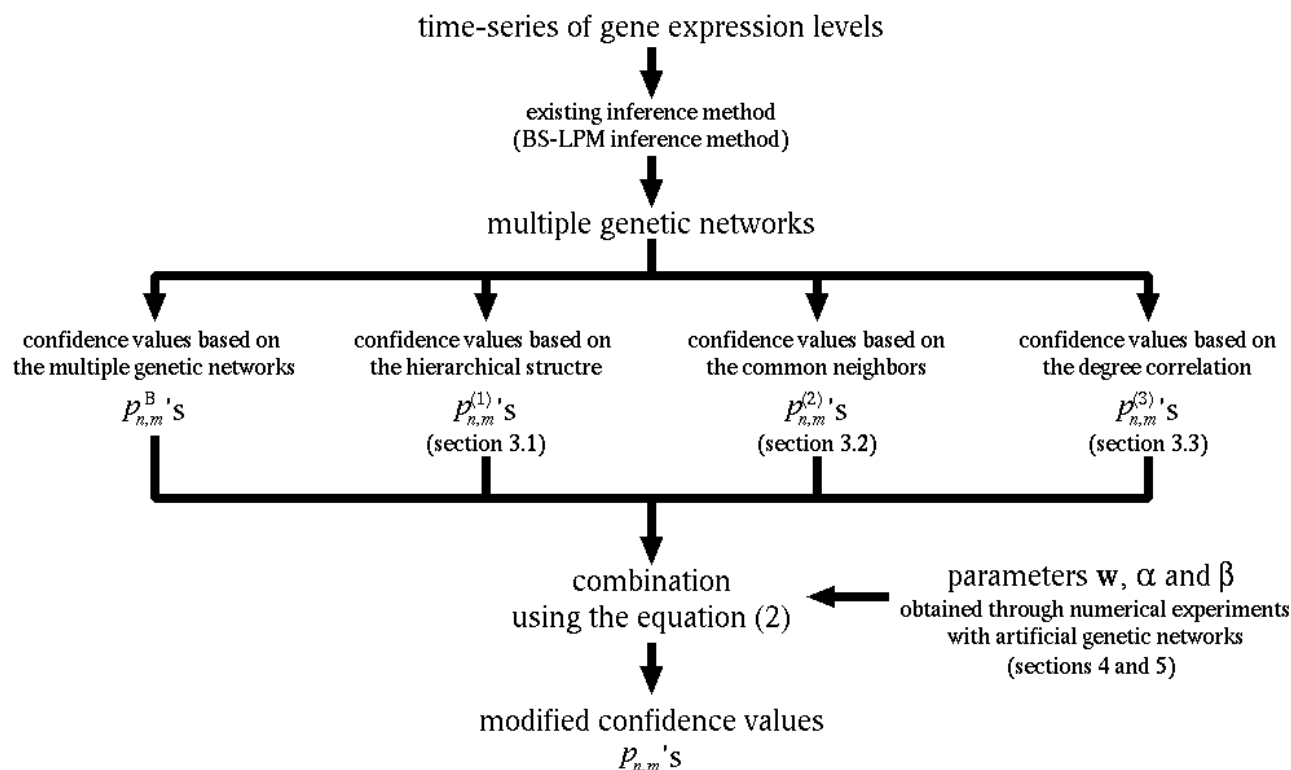 time-series of gene expression levels
existing inference method
(BS-LPM inference method)
multiple genetic networks
confidence values based on
the multiple genetic networks
p^B_{n,m}'s
confidence values based on
the hierarchical structre
p^{(1)}_{n,m}'s
(section 3.1)
confidence values based on
the common neighbors
p^{(2)}_{n,m}'s
(section 3.2)
confidence values based on
the degree correlation
p^{(3)}_{n,m}'s
(section 3.3)
combination
using the equation (2)
parameters w, α and β
obtained through numerical experiments
with artificial genetic networks
(sections 4 and 5)
modified confidence values
p_{n,m}'s